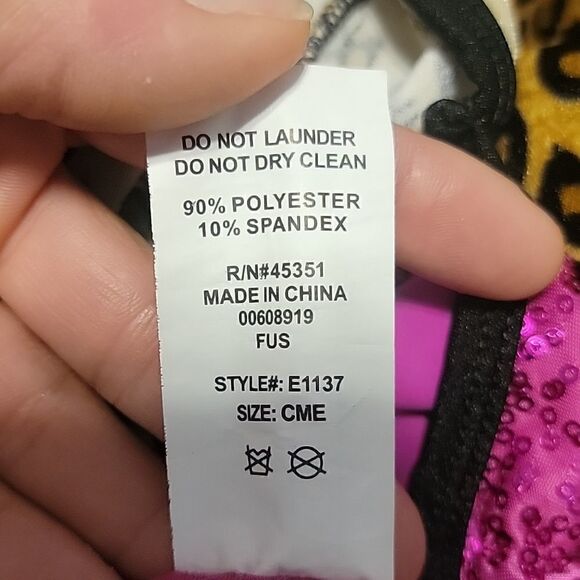 DO NOT LAUNDER
DO NOT DRY CLEAN
90% POLYESTER
10% SPANDEX
R/N#45351
MADE IN CHINA
00608919
FUS
STYLE#: E1137
SIZE: CME